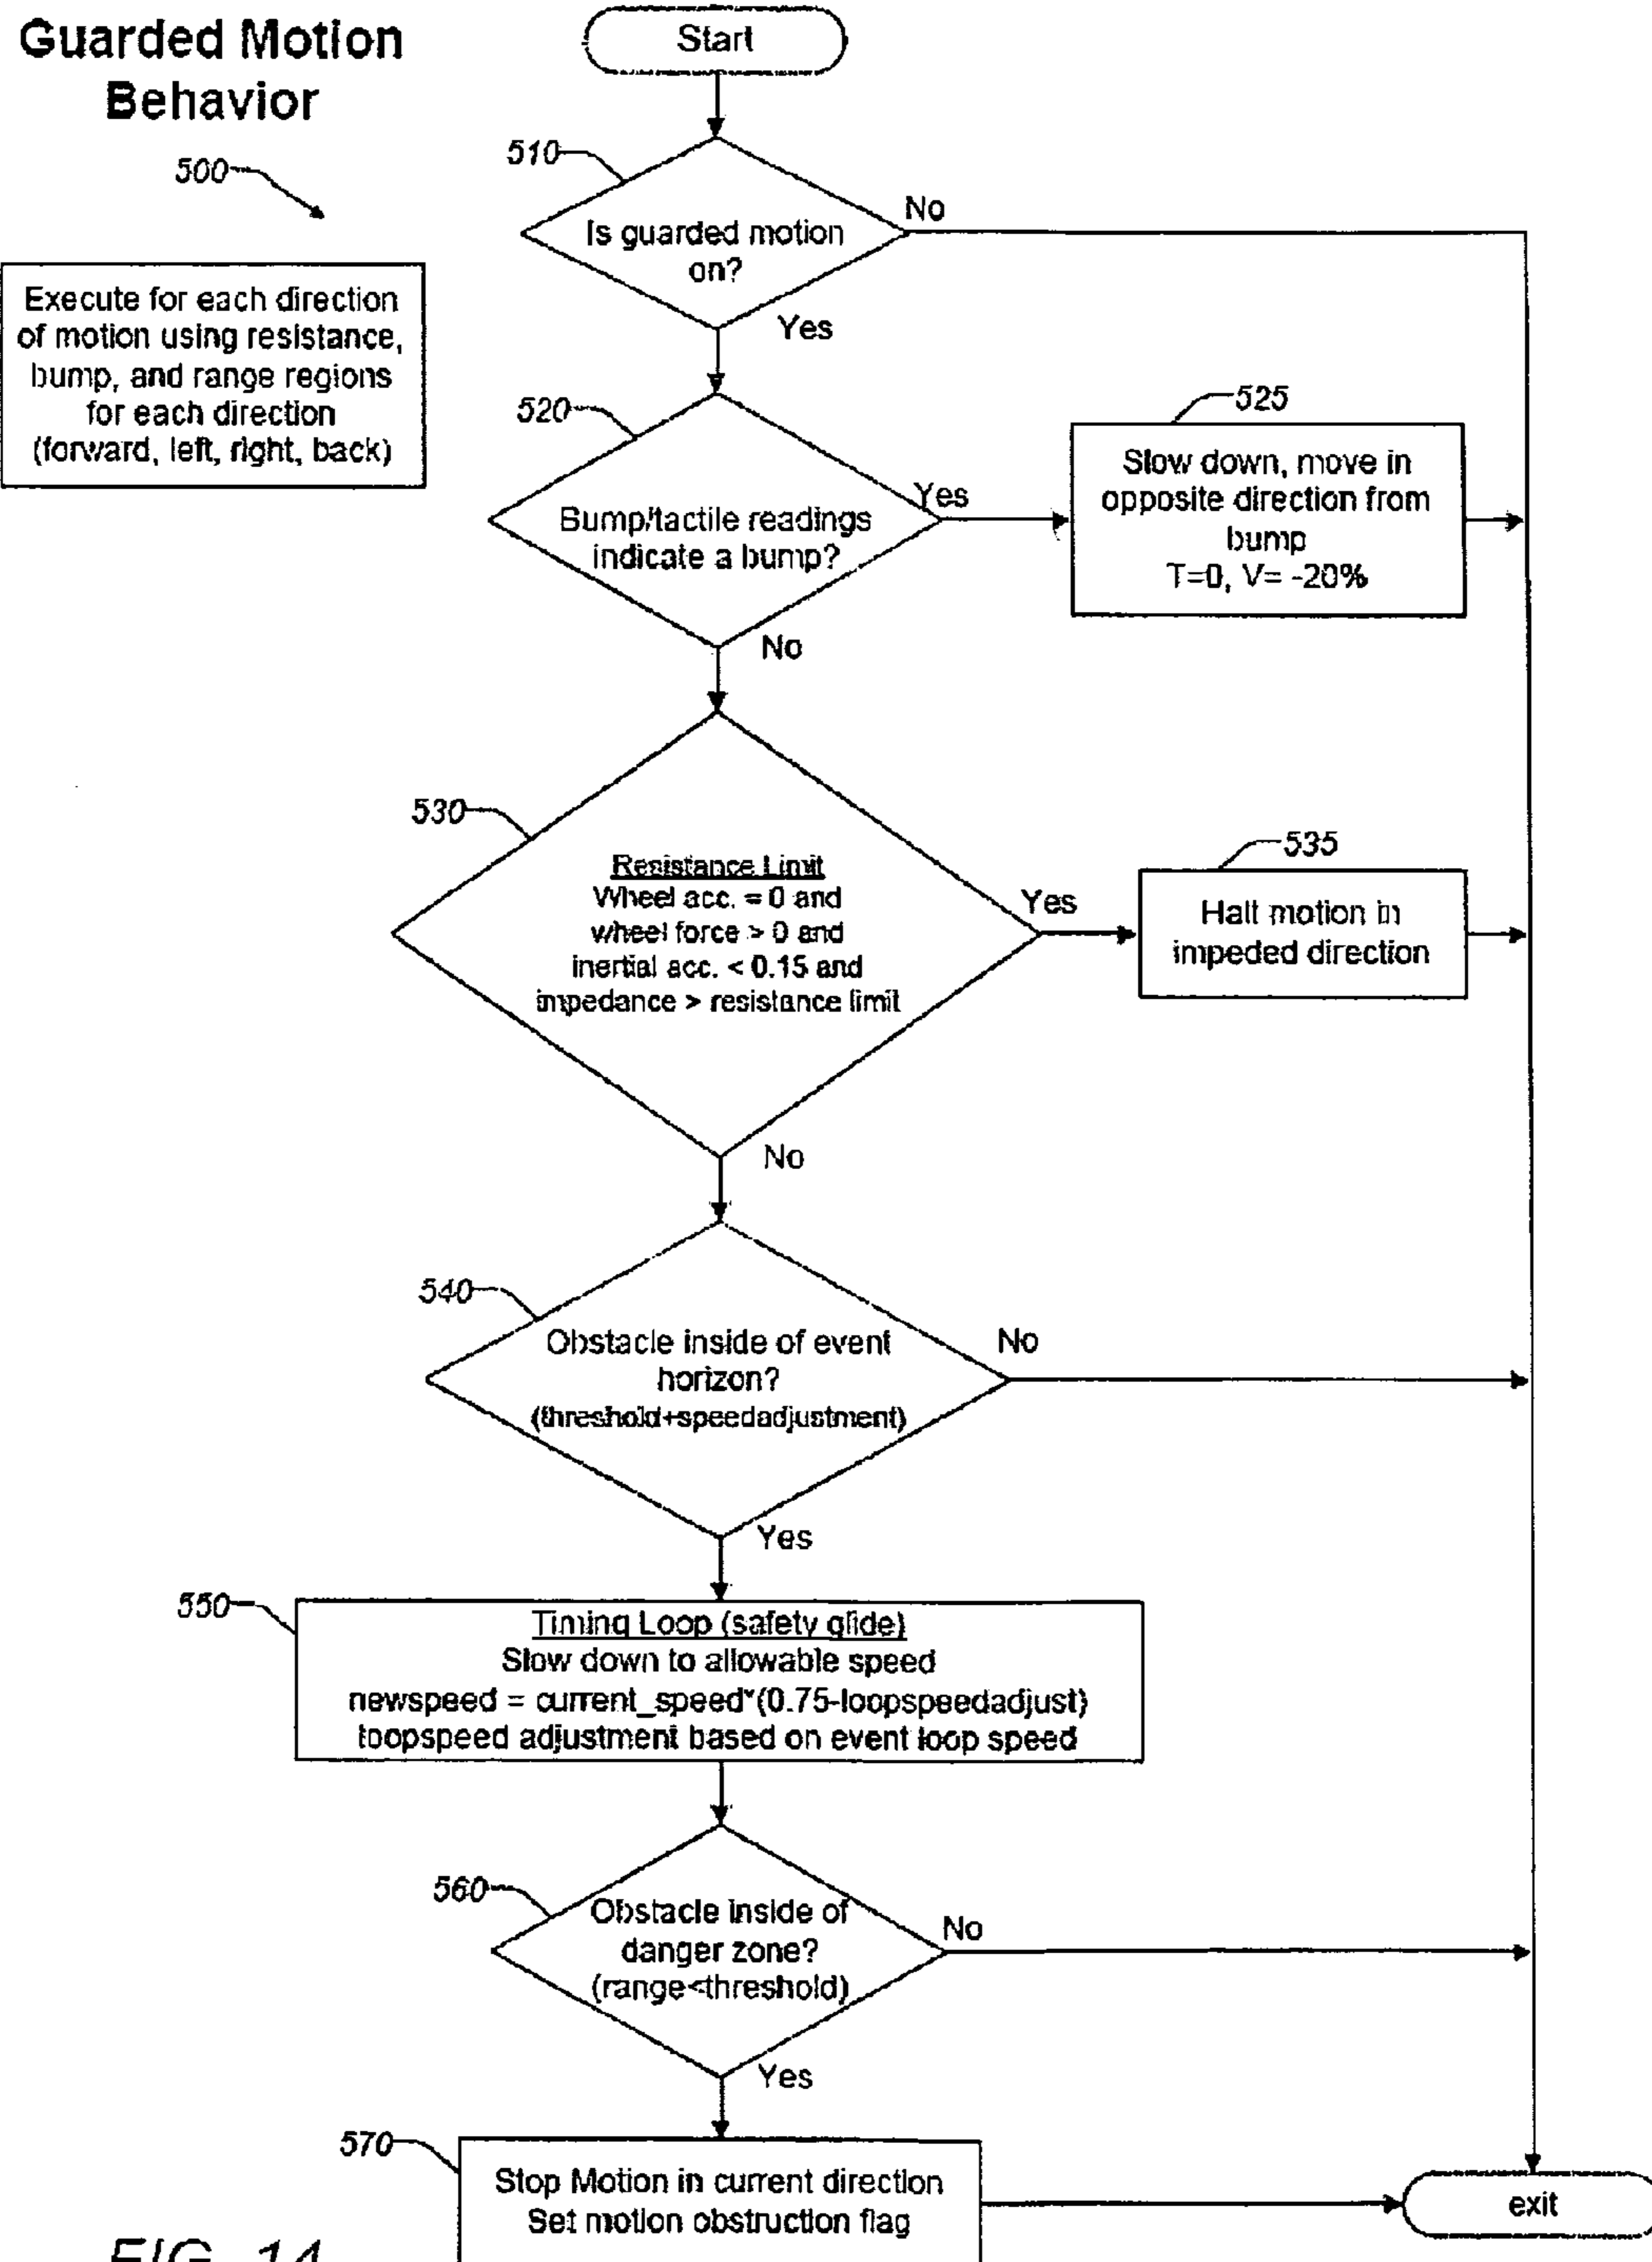 Guarded Motion
Behavior
500
Execute for each direction
of motion using resistance,
bump, and range regions
for each direction
(forward, left, right, back)
Start
510
Is guarded motion
on?
No
Yes
520
Bump/tactile readings
indicate a bump?
Yes
No
525
Slow down, move in
opposite direction from
bump
T=0, V= -20%
530
Resistance Limit
Wheel acc. = 0 and
wheel force > 0 and
inertial acc. < 0.15 and
impedance > resistance limit
Yes
No
535
Halt motion in
impeded direction
540
Obstacle inside of event
horizon?
(threshold+speedadjustment)
No
Yes
550
Timing Loop (safety glide)
Slow down to allowable speed
newspeed = current_speed*(0.75-loopspeedadjust)
loopspeed adjustment based on event loop speed
560
Obstacle inside of
danger zone?
(range<threshold)
No
Yes
570
Stop Motion in current direction
Set motion obstruction flag
exit
FIG. 14